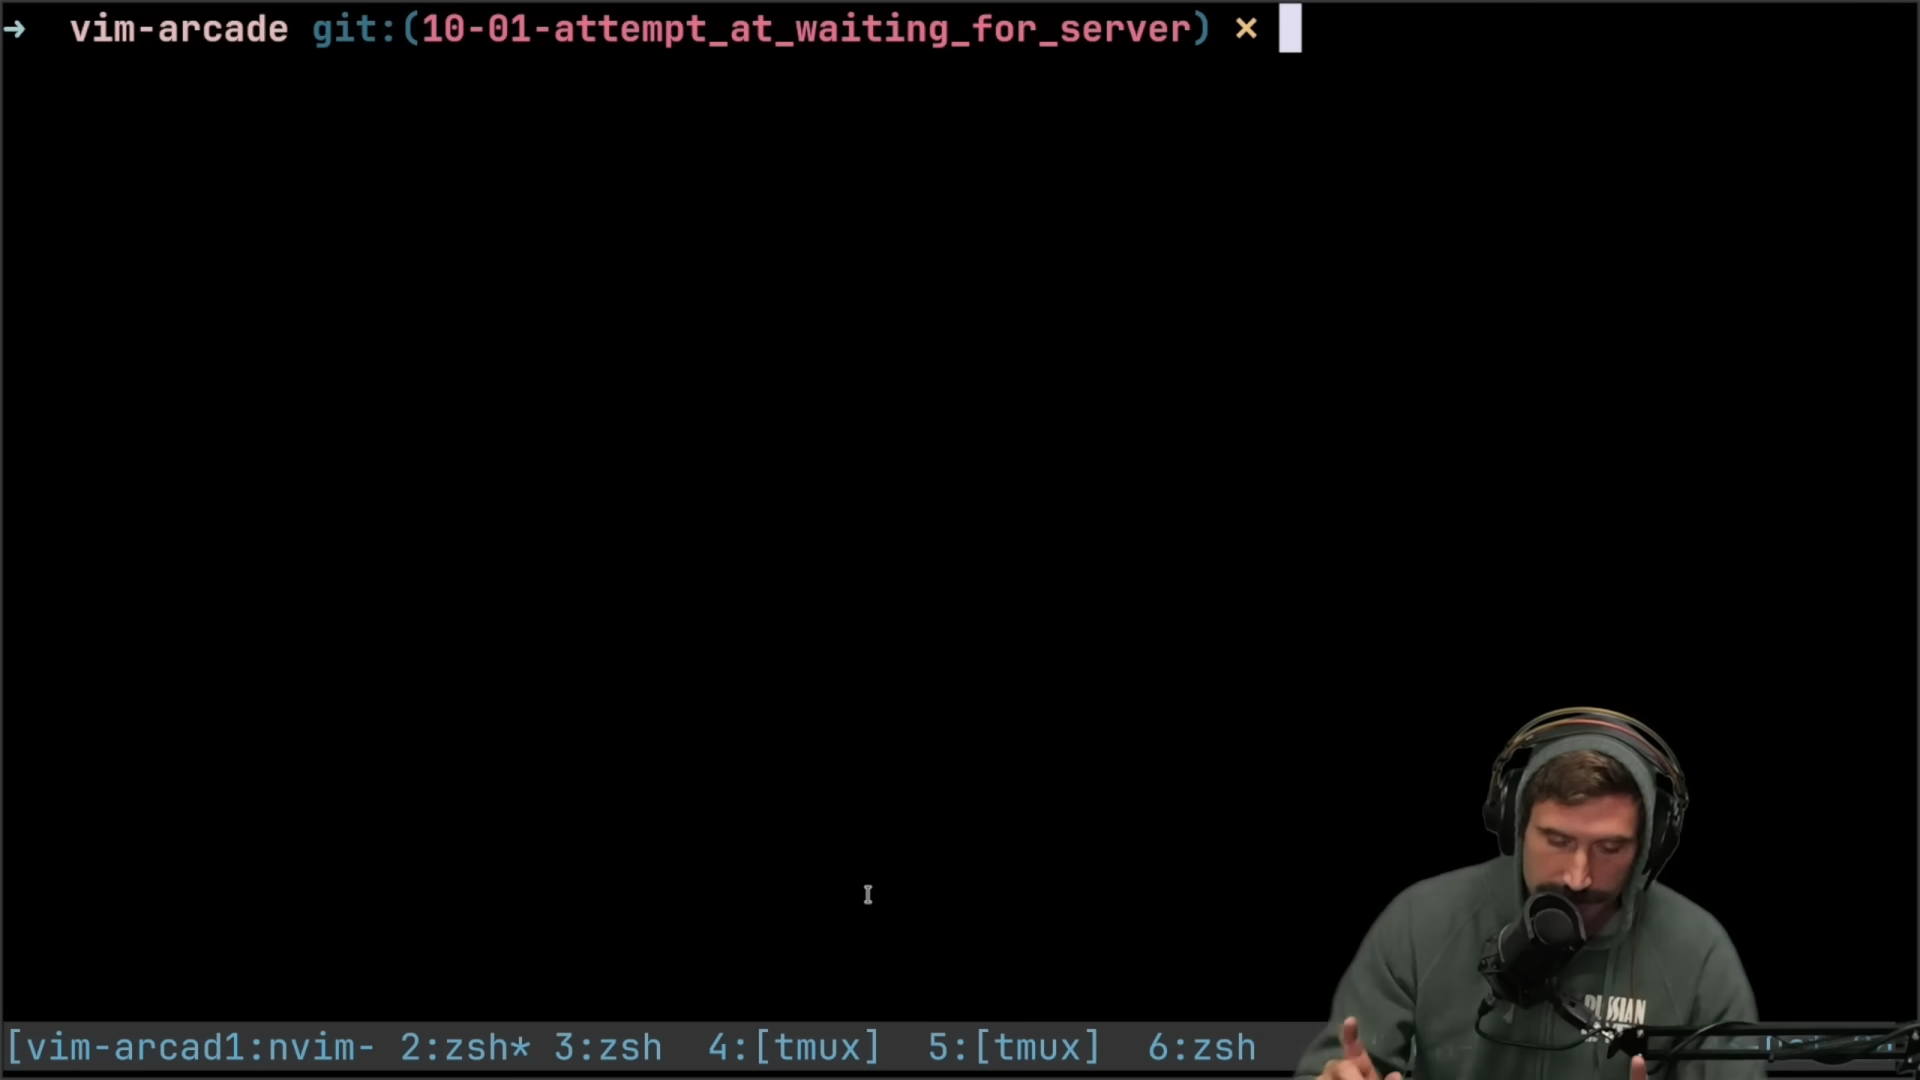 ➜ vim-arcade git:(10-01-attempt_at_waiting_for_server) ×
[vim-arcad1:nvim- 2:zsh* 3:zsh 4:[tmux] 5:[tmux] 6:zsh